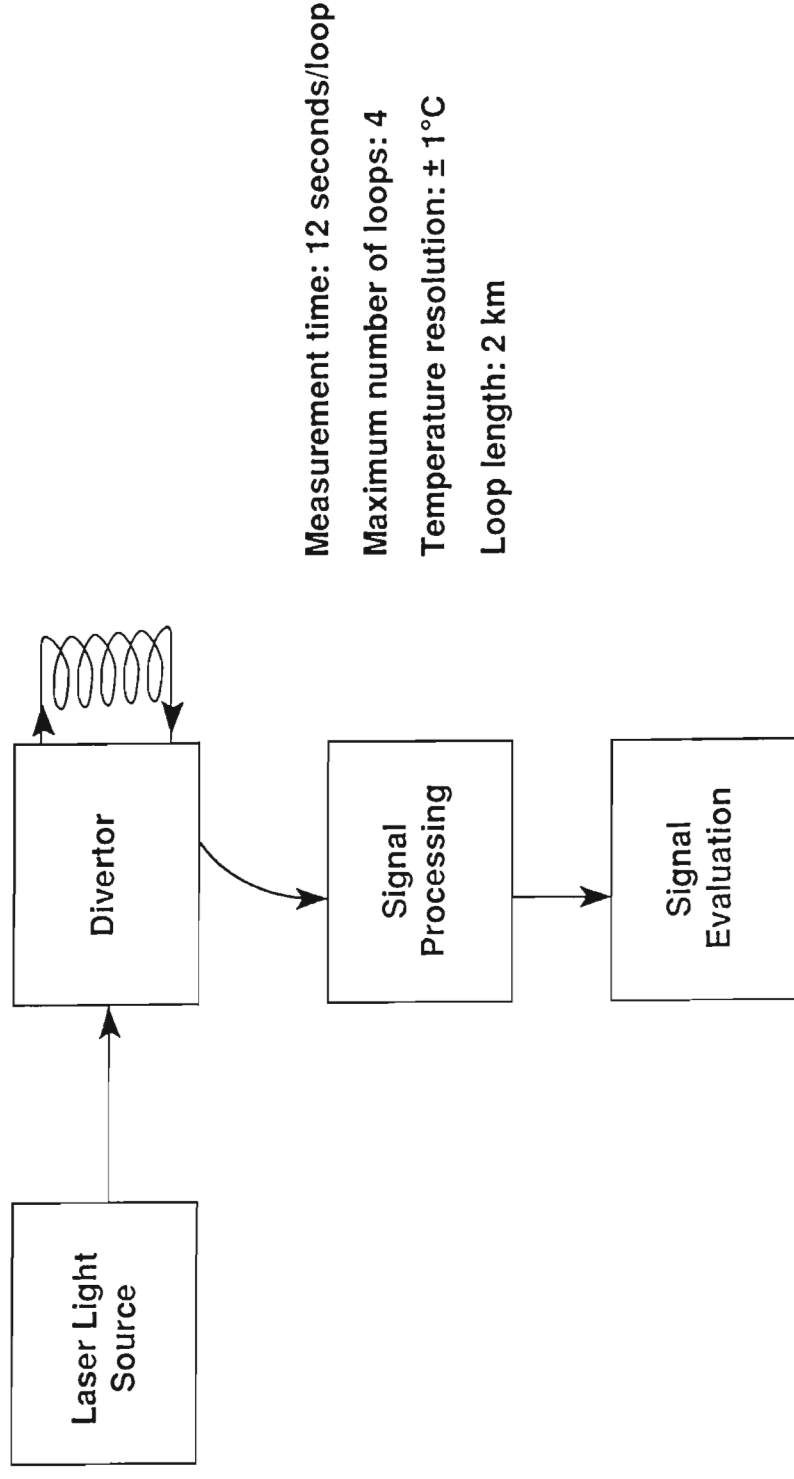 Laser Light
Source
Divertor
Signal
Processing
Signal
Evaluation
Measurement time: 12 seconds/loop
Maximum number of loops: 4
Temperature resolution: ± 1°C
Loop length: 2 km